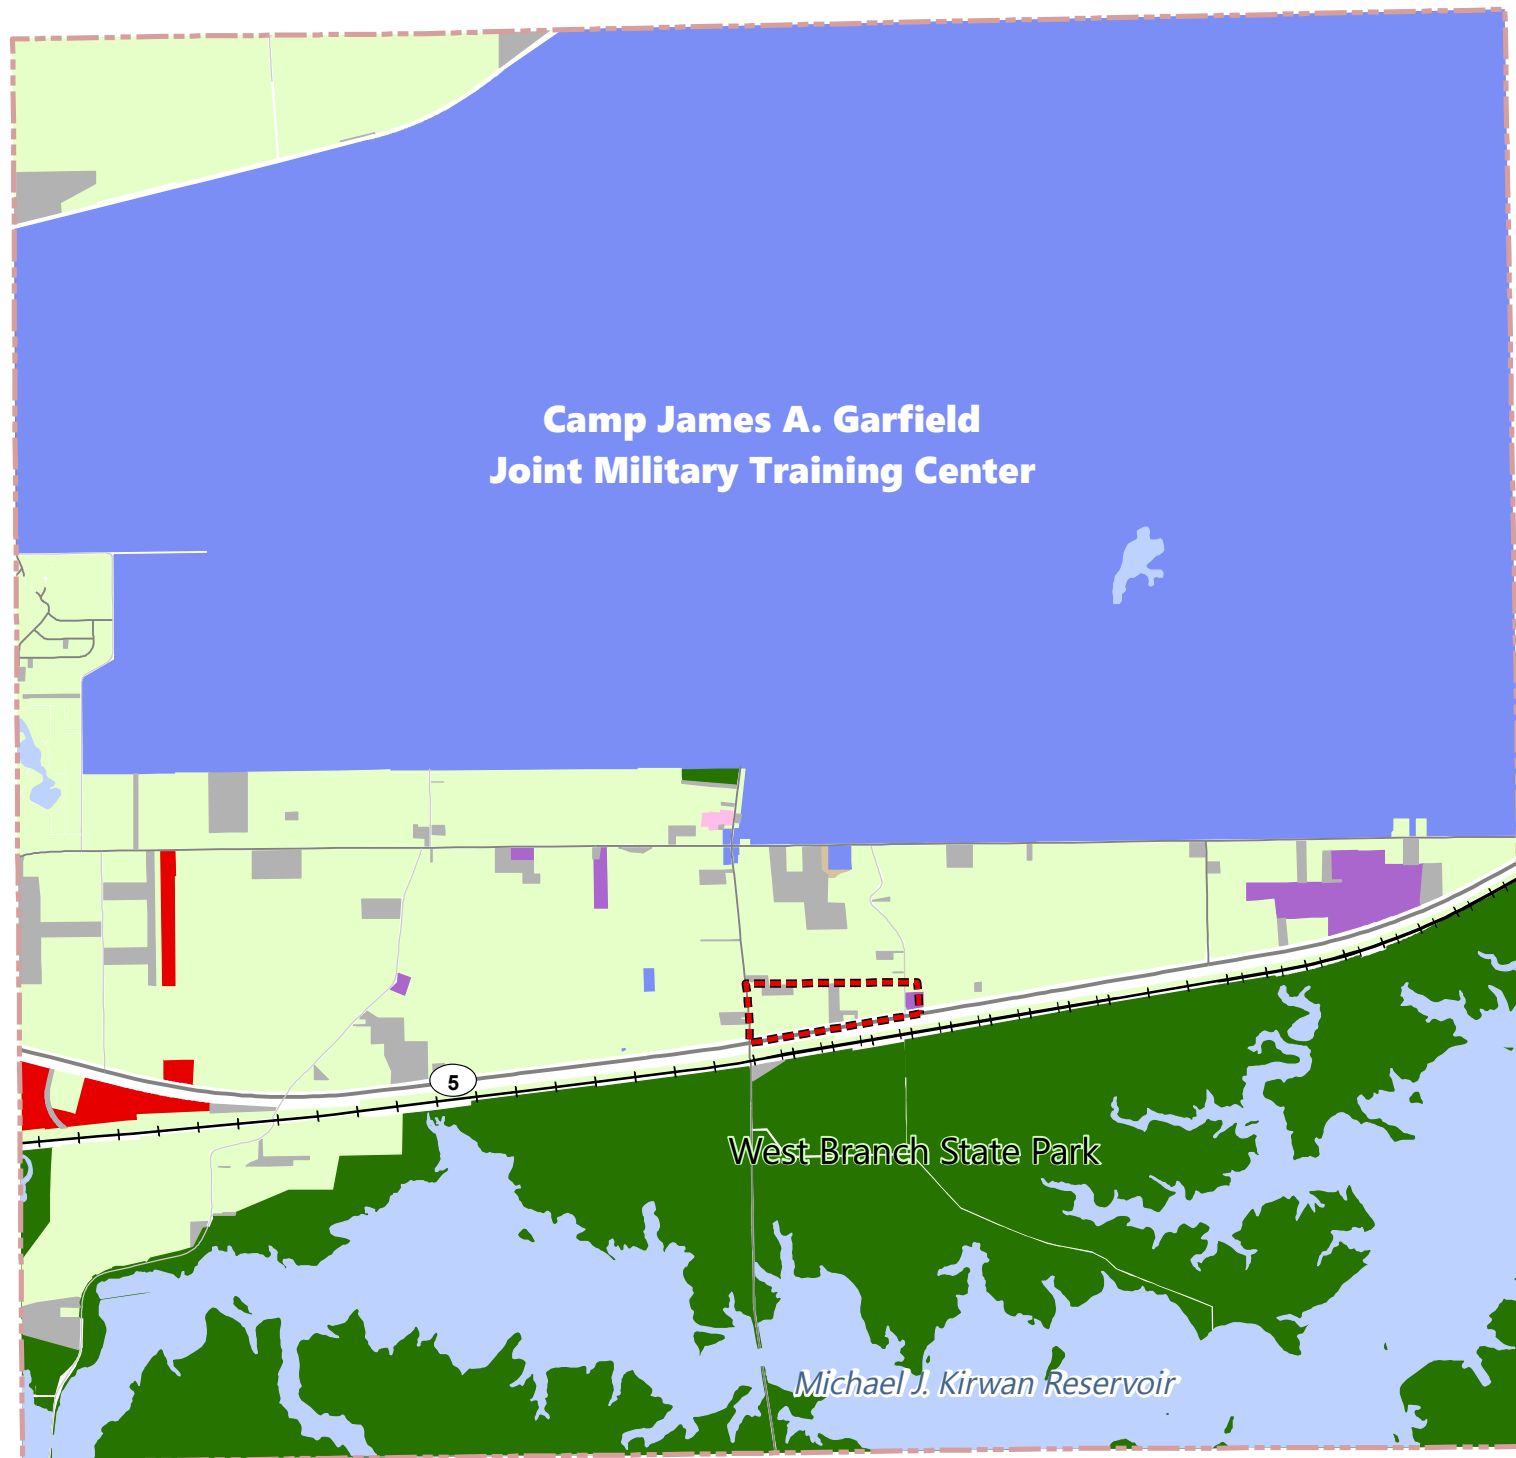 Camp James A. Garfield
Joint Military Training Center
5
West Branch State Park
Michael J. Kirwan Reservoir